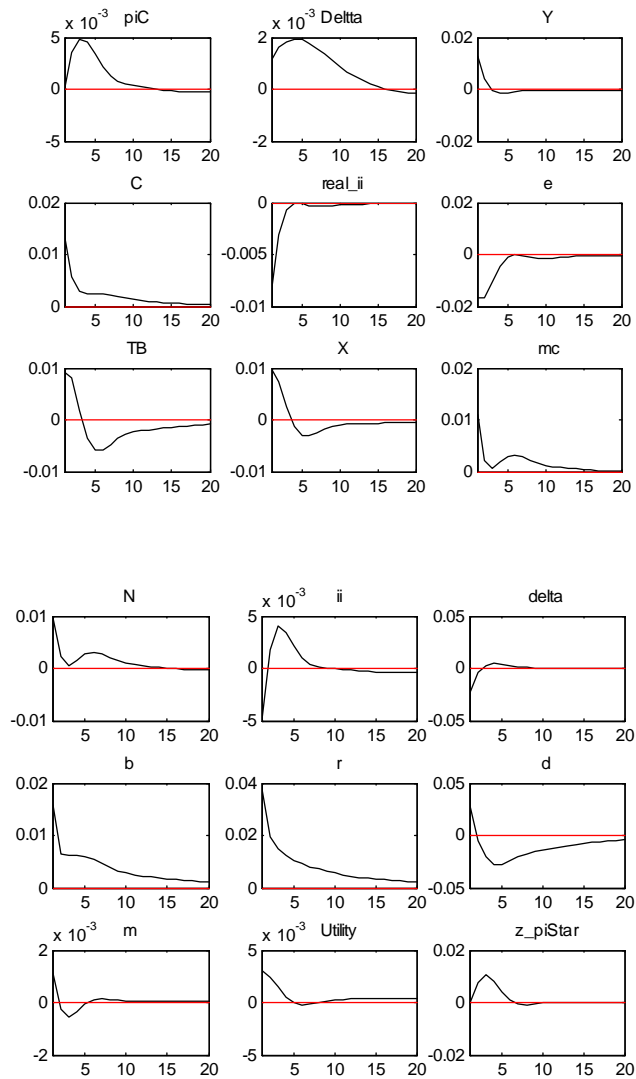 piC Deltta Y
x 10^-3 x 10^-3
5 2 0.02
0 0 0
-5 -2 -0.02
5 10 15 20 5 10 15 20 5 10 15 20
C real_ii e
0.02 0 0.02
0.01 -0.005 0
0 -0.01 -0.02
5 10 15 20 5 10 15 20 5 10 15 20
TB X mc
0.01 0.01 0.02
0 0 0.01
-0.01 -0.01 0
5 10 15 20 5 10 15 20 5 10 15 20
N ii delta
x 10^-3
0.01 5 0.05
0 0 0
-0.01 -5 -0.05
5 10 15 20 5 10 15 20 5 10 15 20
b r d
0.02 0.04 0.05
0.01 0.02 0
0 0 -0.05
5 10 15 20 5 10 15 20 5 10 15 20
m Utility z_piStar
x 10^-3 x 10^-3
2 5 0.02
0 0 0
-2 -5 -0.02
5 10 15 20 5 10 15 20 5 10 15 20